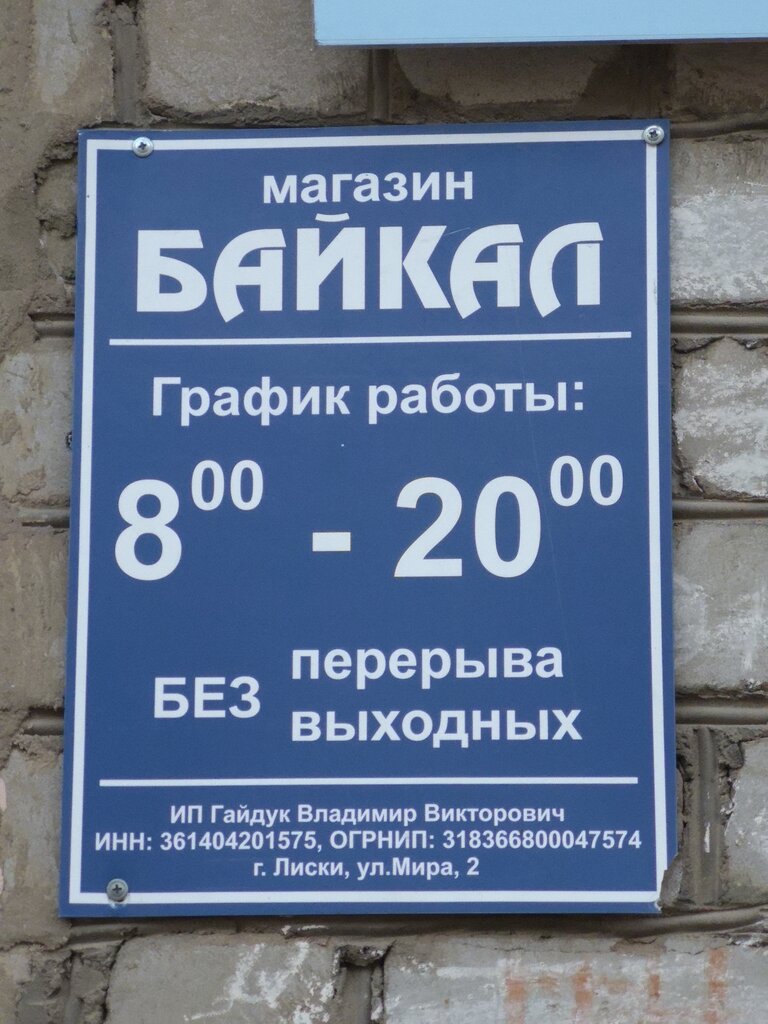 магазин
БАЙКАЛ
График работы:
8⁰⁰ - 20⁰⁰
БЕЗ перерыва
выходных
ИП Гайдук Владимир Викторович
ИНН: 361404201575, ОГРНИП: 318366800047574
г. Лиски, ул.Мира, 2